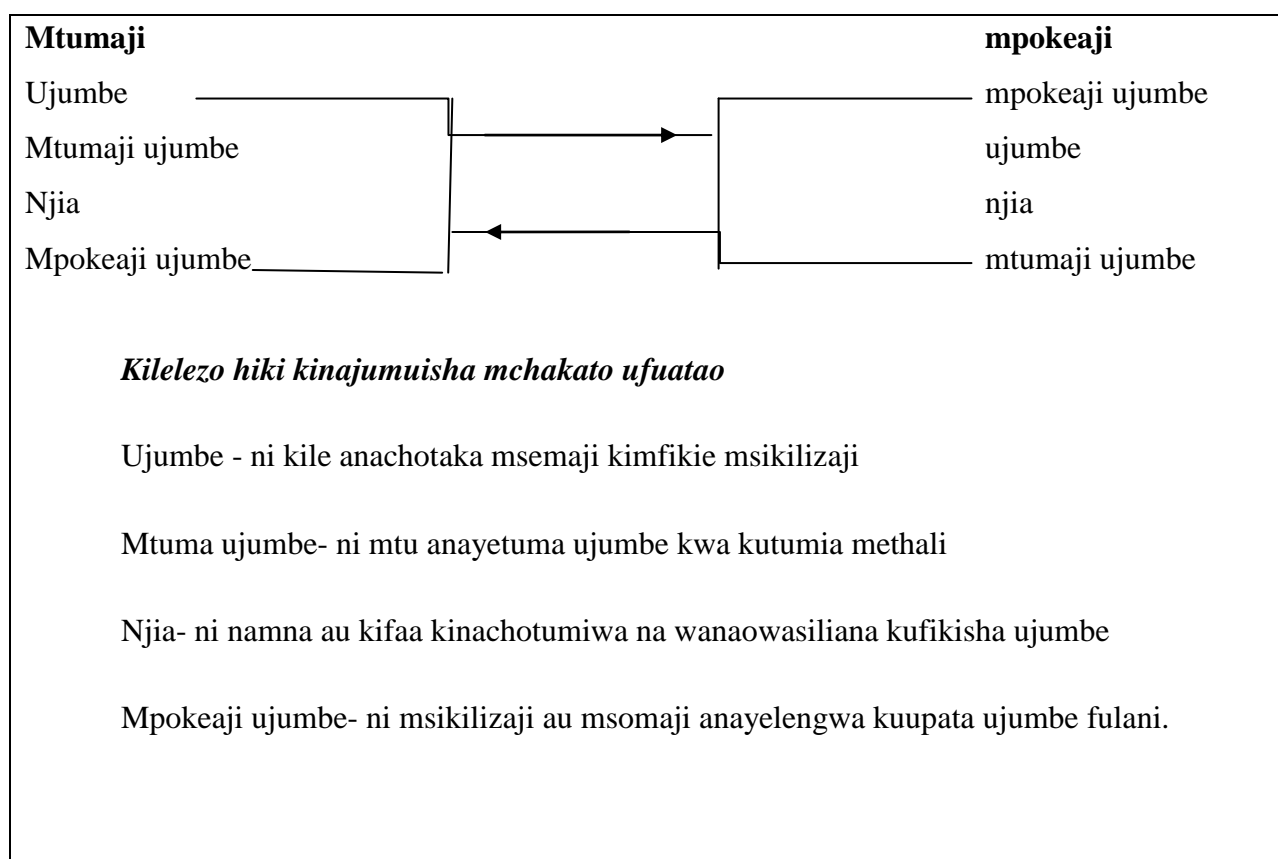 Mtumaji mpokeaji
Ujumbe mpokeaji ujumbe
Mtumaji ujumbe ujumbe
Njia njia
Mpokeaji ujumbe mtumaji ujumbe
Kilelezo hiki kinajumuisha mchakato ufuatao
Ujumbe - ni kile anachotaka msemaji kimfikie msikilizaji
Mtuma ujumbe- ni mtu anayetuma ujumbe kwa kutumia methali
Njia- ni namna au kifaa kinachotumiwa na wanaowasiliana kufikisha ujumbe
Mpokeaji ujumbe- ni msikilizaji au msomaji anayelengwa kuupata ujumbe fulani.